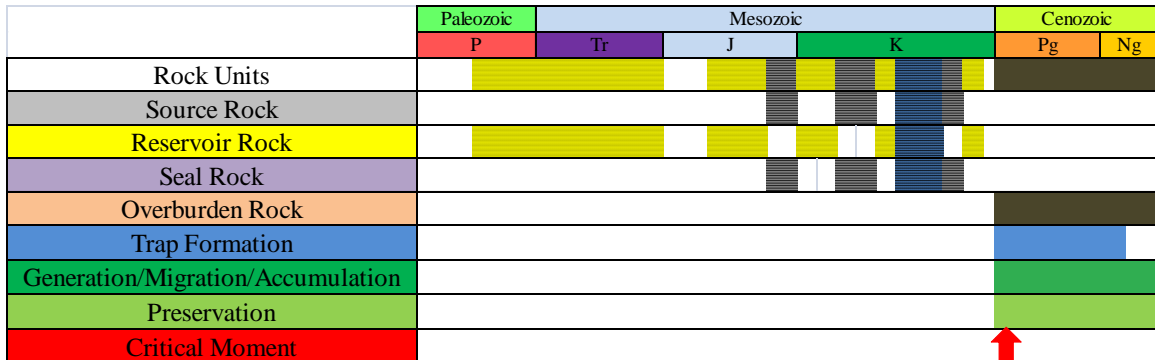 Paleozoic Mesozoic Cenozoic
P Tr J K Pg Ng
Rock Units
Source Rock
Reservoir Rock
Seal Rock
Overburden Rock
Trap Formation
Generation/Migration/Accumulation
Preservation
Critical Moment